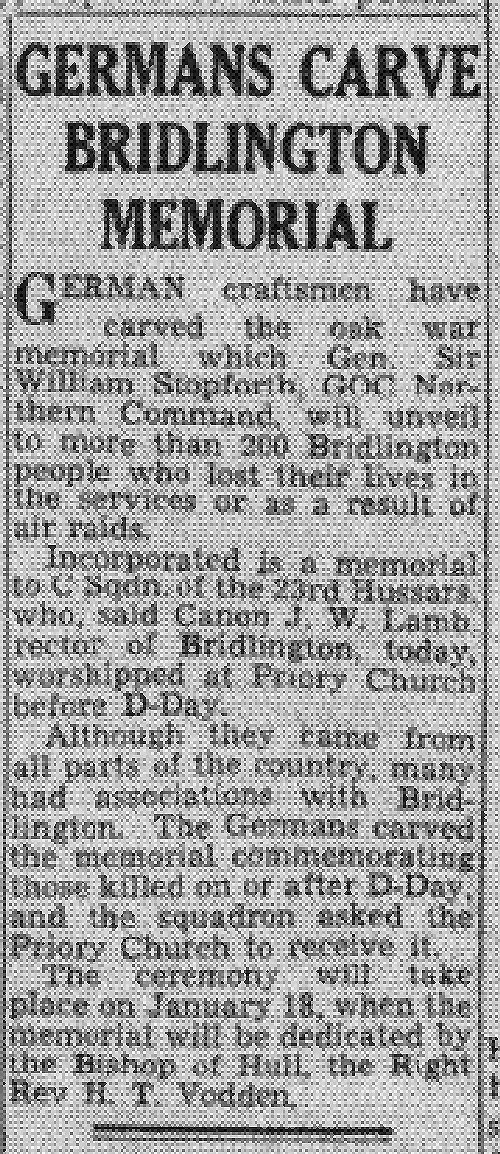 GERMANS CARVE
BRIDLINGTON
MEMORIAL
GERMAN craftsmen have
carved the oak war
memorial which Gen. Sir
William Stopforth, GOC Nor-
thern Command, will unveil
to more than 200 Bridlington
people who lost their lives in
the services or as a result of
air raids.
Incorporated is a memorial
to C Sqdn. of the 23rd Hussars,
who, said Canon J. W. Lamb,
rector of Bridlington, today,
worshipped at Priory Church
before D-Day.
Although they came from
all parts of the country, many
had associations with Brid-
lington. The Germans carved
the memorial commemorating
those killed on or after D-Day,
and the squadron asked the
Priory Church to receive it.
The ceremony will take
place on January 18, when the
memorial will be dedicated by
the Bishop of Hull, the Right
Rev H. T. Vodden.